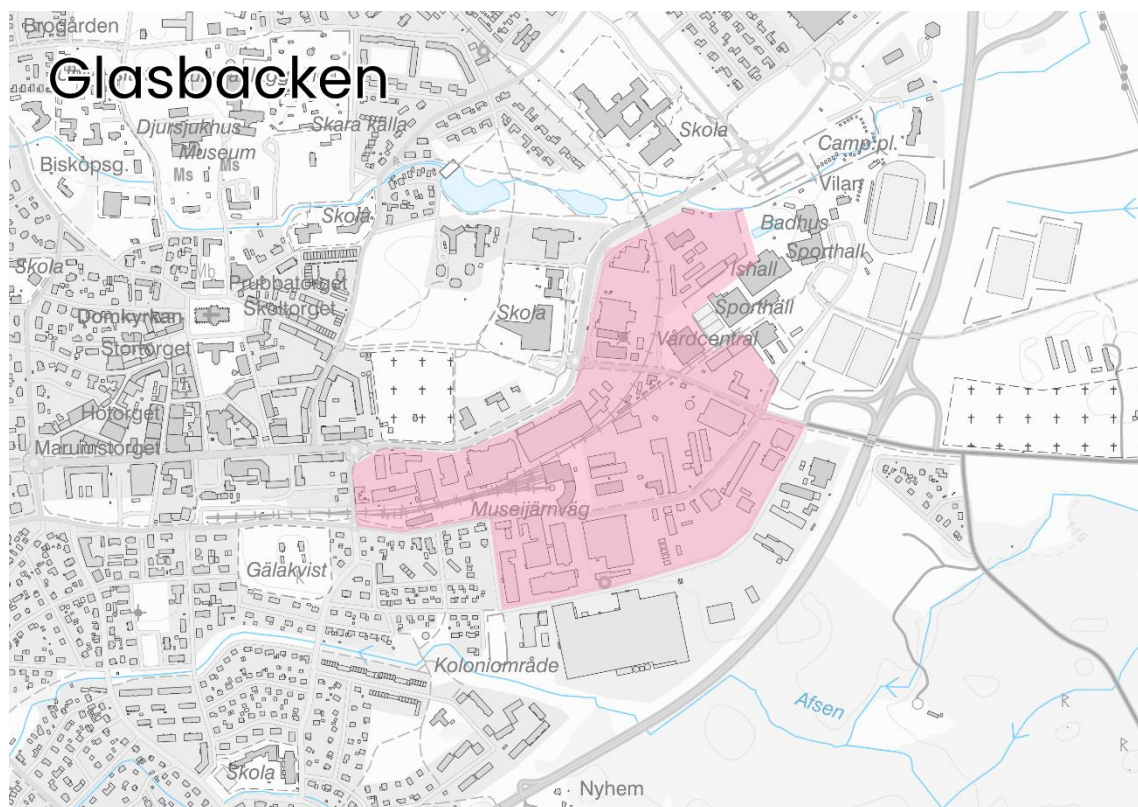 Brogården
Glasbacken
Djursjukhus
Skara källa
Museum
Ms
Ms
Biskopsg.
Skola
Camp.pl.
Vilan
Skola
Badhus
Sporthall
Ishall
Skola
Mb
Prubbatorget
Skoltorget
Sporthall
Domkyrkan
Skola
Vårdcentral
Stortorget
Hötorget
Marumstorget
Museijärnväg
Gälakvist
R
Koloniområde
Afsen
R
R
Skola
Nyhem